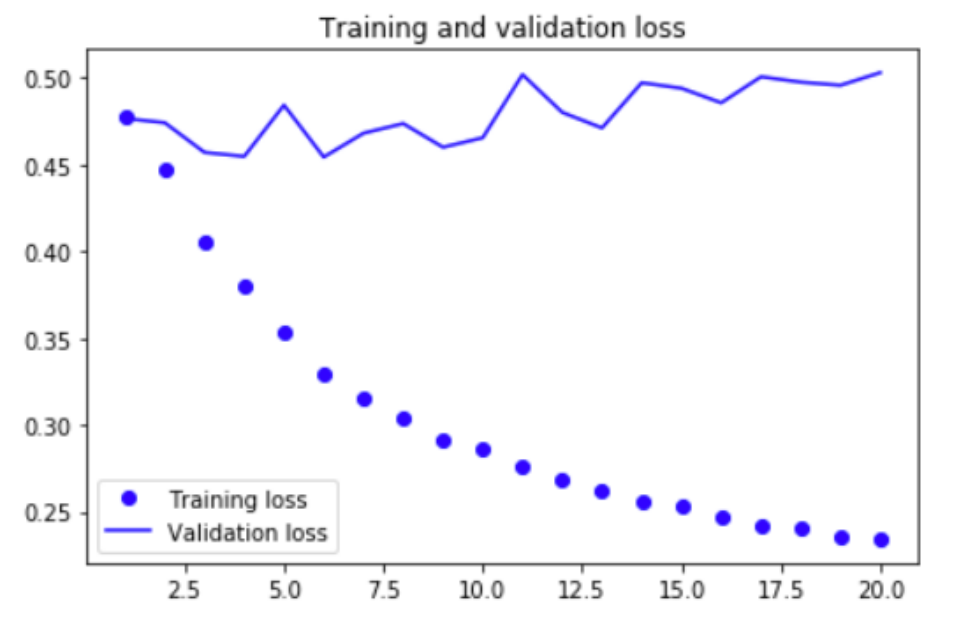 Training and validation loss
0.50
0.45
0.40
0.35
0.30
0.25
Training loss
Validation loss
2.5 5.0 7.5 10.0 12.5 15.0 17.5 20.0